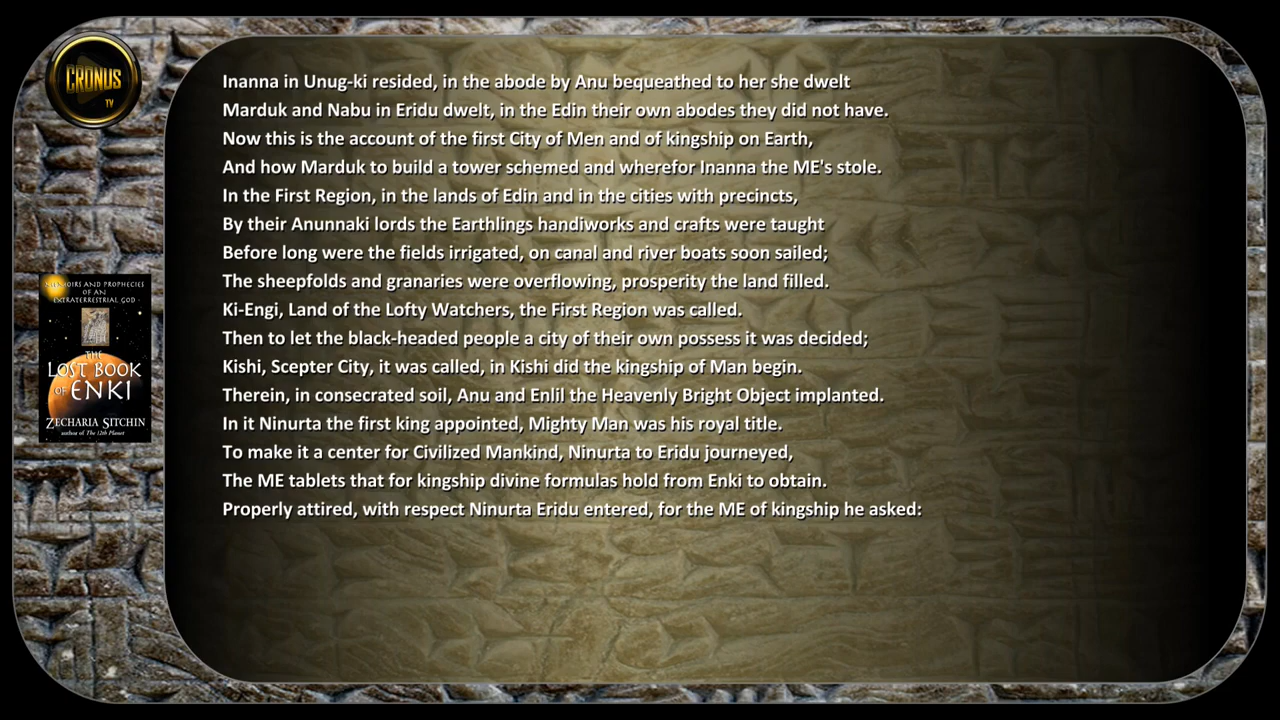 CRONUS
TV
Inanna in Unug-ki resided, in the abode by Anu bequeathed to her she dwelt
Marduk and Nabu in Eridu dwelt, in the Edin their own abodes they did not have.
Now this is the account of the first City of Men and of kingship on Earth,
And how Marduk to build a tower schemed and wherefor Inanna the ME's stole.
In the First Region, in the lands of Edin and in the cities with precincts,
By their Anunnaki lords the Earthlings handiworks and crafts were taught
Before long were the fields irrigated, on canal and river boats soon sailed;
The sheepfolds and granaries were overflowing, prosperity the land filled.
Ki-Engi, Land of the Lofty Watchers, the First Region was called.
Then to let the black-headed people a city of their own possess it was decided;
Kishi, Scepter City, it was called, in Kishi did the kingship of Man begin.
Therein, in consecrated soil, Anu and Enlil the Heavenly Bright Object implanted.
In it Ninurta the first king appointed, Mighty Man was his royal title.
To make it a center for Civilized Mankind, Ninurta to Eridu journeyed,
The ME tablets that for kingship divine formulas hold from Enki to obtain.
Properly attired, with respect Ninurta Eridu entered, for the ME of kingship he asked:
MEMOIRS AND PROPHECIES
OF AN
EXTRATERRESTRIAL GOD
THE
LOST BOOK
OF ENKI
ZECHARIA SITCHIN
author of The 12th Planet